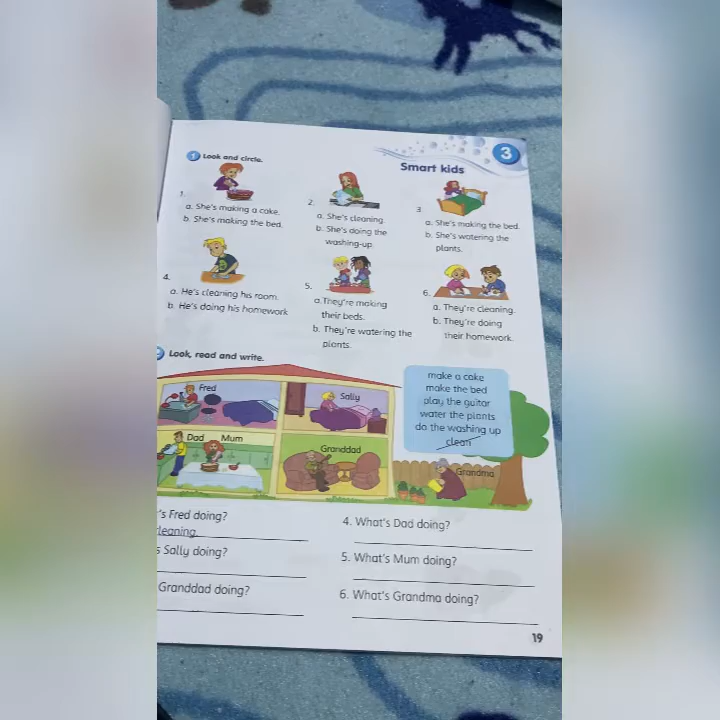 3
Smart kids
1 Look and circle.
1.
a. She's making a cake.
b. She's making the bed.
2.
a. She's cleaning.
b. She's doing the
washing-up.
3.
a. She's making the bed.
b. She's watering the
plants.
4.
a. He's cleaning his room.
b. He's doing his homework
5.
a. They're making
their beds.
b. They're watering the
plants.
6.
a. They're cleaning.
b. They're doing
their homework.
Look, read and write.
make a cake
make the bed
play the guitar
water the plants
do the washing up
clean
Fred
Sally
Dad Mum
Granddad
Grandma
's Fred doing?
cleaning.
s Sally doing?
Granddad doing?
4. What's Dad doing?
5. What's Mum doing?
6. What's Grandma doing?
19